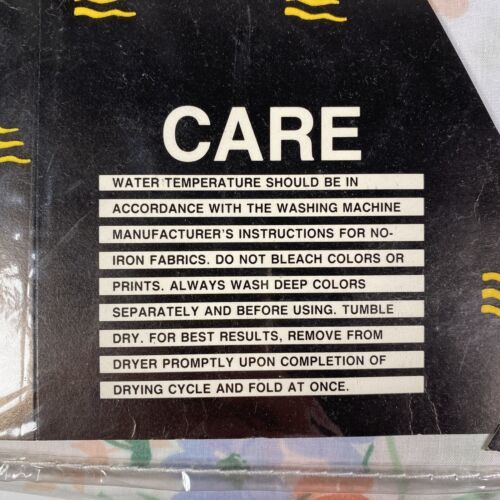 CARE
WATER TEMPERATURE SHOULD BE IN
ACCORDANCE WITH THE WASHING MACHINE
MANUFACTURER'S INSTRUCTIONS FOR NO-
IRON FABRICS. DO NOT BLEACH COLORS OR
PRINTS. ALWAYS WASH DEEP COLORS
SEPARATELY AND BEFORE USING. TUMBLE
DRY. FOR BEST RESULTS, REMOVE FROM
DRYER PROMPTLY UPON COMPLETION OF
DRYING CYCLE AND FOLD AT ONCE.